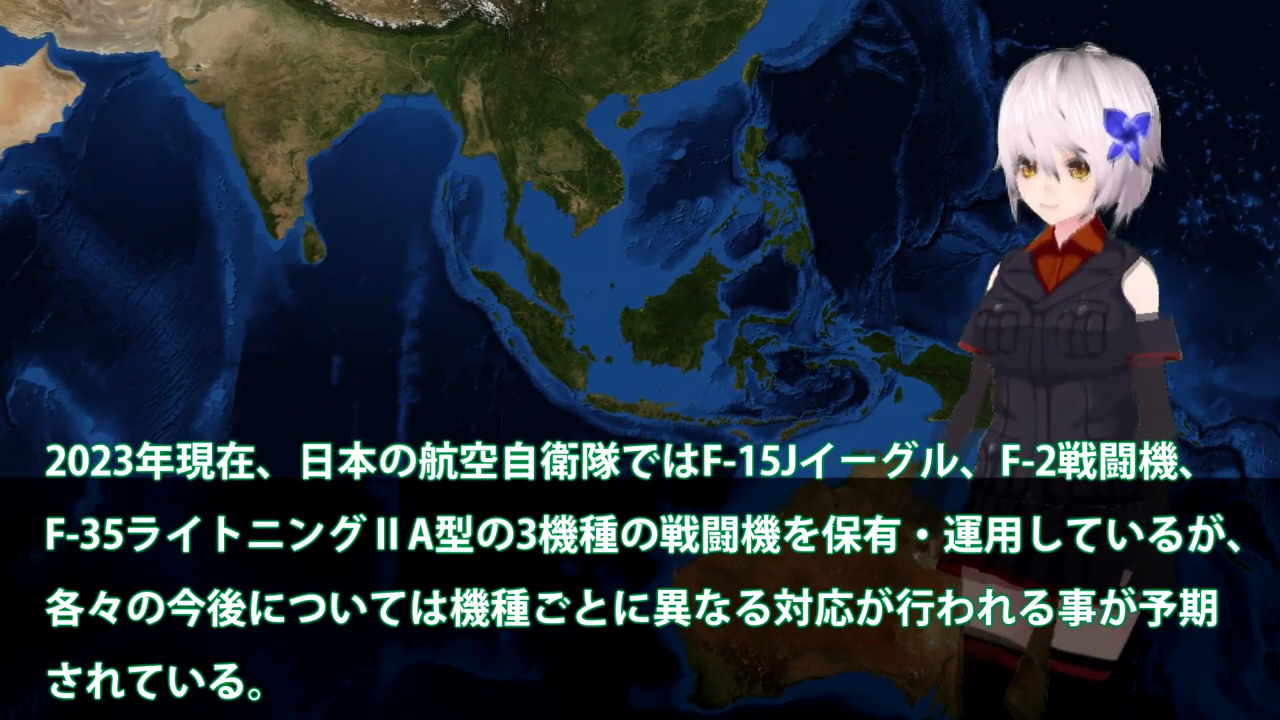 2023年現在、日本の航空自衛隊ではF-15Jイーグル、F-2戦闘機、
F-35ライトニングⅡA型の3機種の戦闘機を保有・運用しているが、
各々の今後については機種ごとに異なる対応が行われる事が予期
されている。